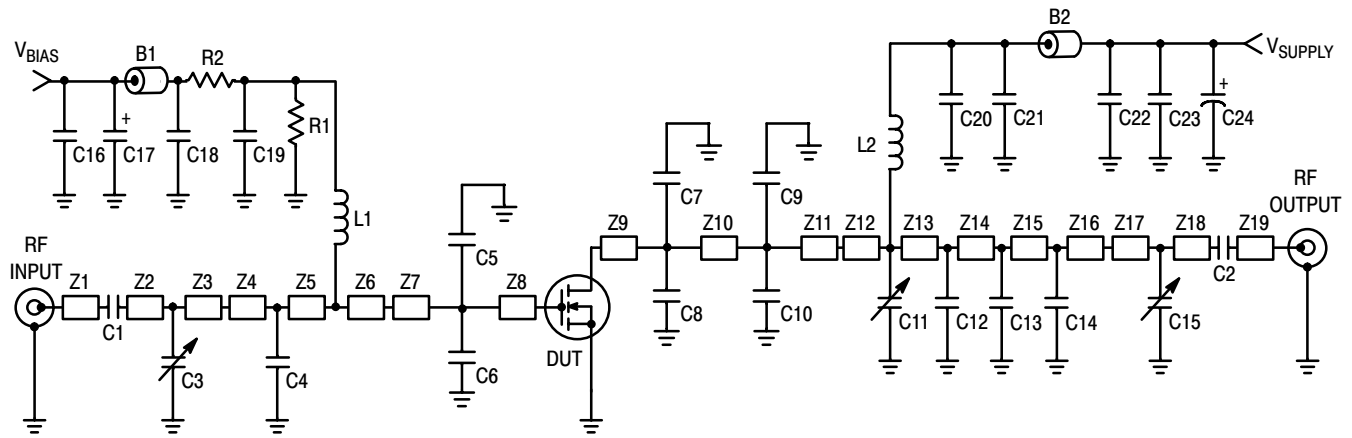 VBIAS
B1
R2
C16
+
C17
C18
C19
R1
L1
RF
INPUT
Z1
C1
Z2
C3
Z3
Z4
C4
Z5
Z6
Z7
C5
C6
Z8
DUT
Z9
C7
C8
Z10
C9
C10
Z11
Z12
L2
C20
C21
B2
C22
C23
+
C24
VSUPPLY
C11
Z13
C12
Z14
C13
Z15
C14
Z16
Z17
C15
Z18
C2
Z19
RF
OUTPUT